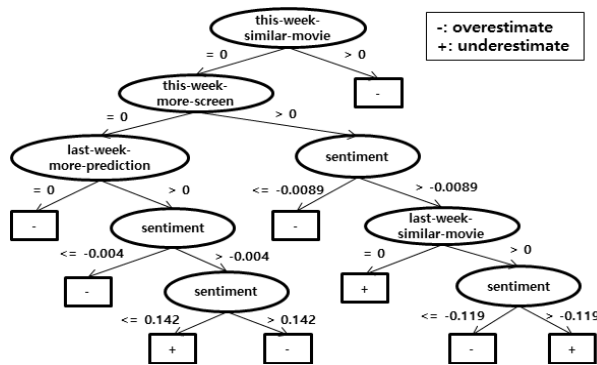 this-week-
similar-movie
-: overestimate
+: underestimate
= 0
> 0
this-week-
more-screen
-
= 0
> 0
last-week-
more-prediction
sentiment
= 0
> 0
<= -0.0089
> -0.0089
-
sentiment
-
last-week-
similar-movie
<= -0.004
> -0.004
= 0
> 0
-
sentiment
+
sentiment
<= 0.142
> 0.142
<= -0.119
> -0.119
+
-
-
+